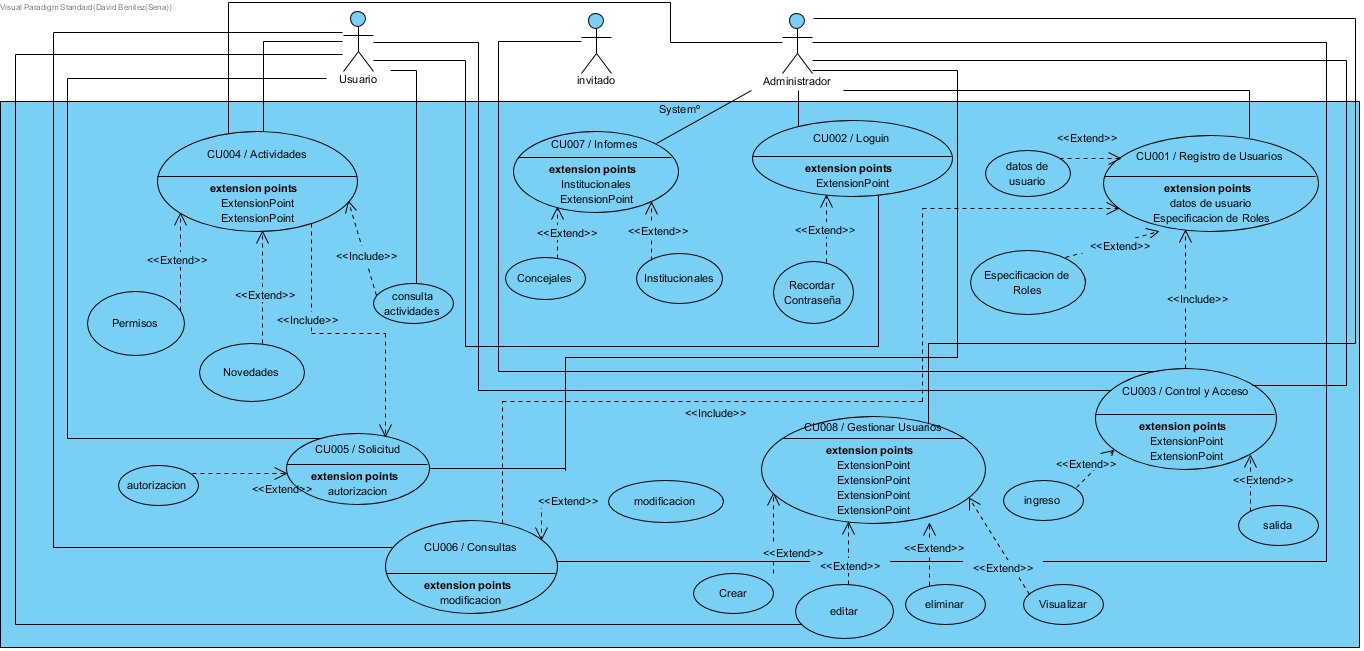 Visual Paradigm Standard(David Benitez(Sena))
Usuario
invitado
Administrador
Systemº
CU004 / Actividades
extension points
ExtensionPoint
ExtensionPoint
CU007 / Informes
extension points
Institucionales
ExtensionPoint
CU002 / Loguin
extension points
ExtensionPoint
<<Extend>>
datos de
usuario
CU001 / Registro de Usuarios
extension points
datos de usuario
Especificacion de Roles
<<Extend>>
<<Include>>
<<Extend>>
<<Extend>>
<<Extend>>
<<Extend>>
Concejales
Institucionales
Recordar
Contraseña
Especificacion de
Roles
<<Extend>>
<<Include>>
consulta
actividades
<<Include>>
Permisos
Novedades
<<Include>>
CU003 / Control y Acceso
extension points
ExtensionPoint
ExtensionPoint
CU008 / Gestionar Usuarios
extension points
ExtensionPoint
ExtensionPoint
ExtensionPoint
ExtensionPoint
CU005 / Solicitud
extension points
autorizacion
autorizacion
<<Extend>>
<<Extend>>
<<Extend>>
ingreso
salida
<<Extend>>
modificacion
CU006 / Consultas
extension points
modificacion
<<Extend>>
<<Extend>>
<<Extend>>
<<Extend>>
Crear
editar
eliminar
Visualizar